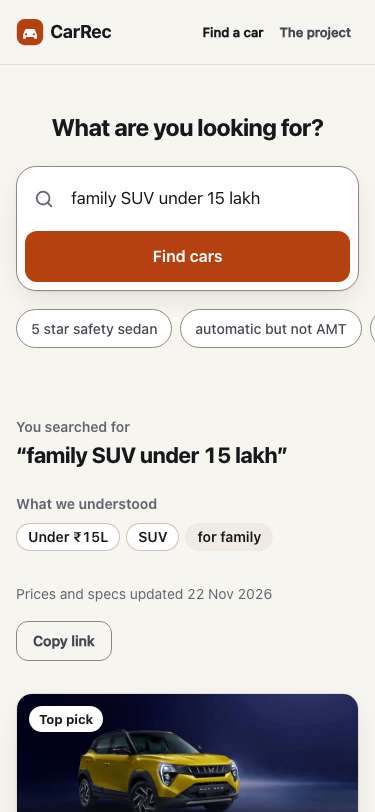 CarRec
Find a car
The project
What are you looking for?
family SUV under 15 lakh
Find cars
5 star safety sedan
automatic but not AMT
You searched for
“family SUV under 15 lakh”
What we understood
Under ₹15L
SUV
for family
Prices and specs updated 22 Nov 2026
Copy link
Top pick